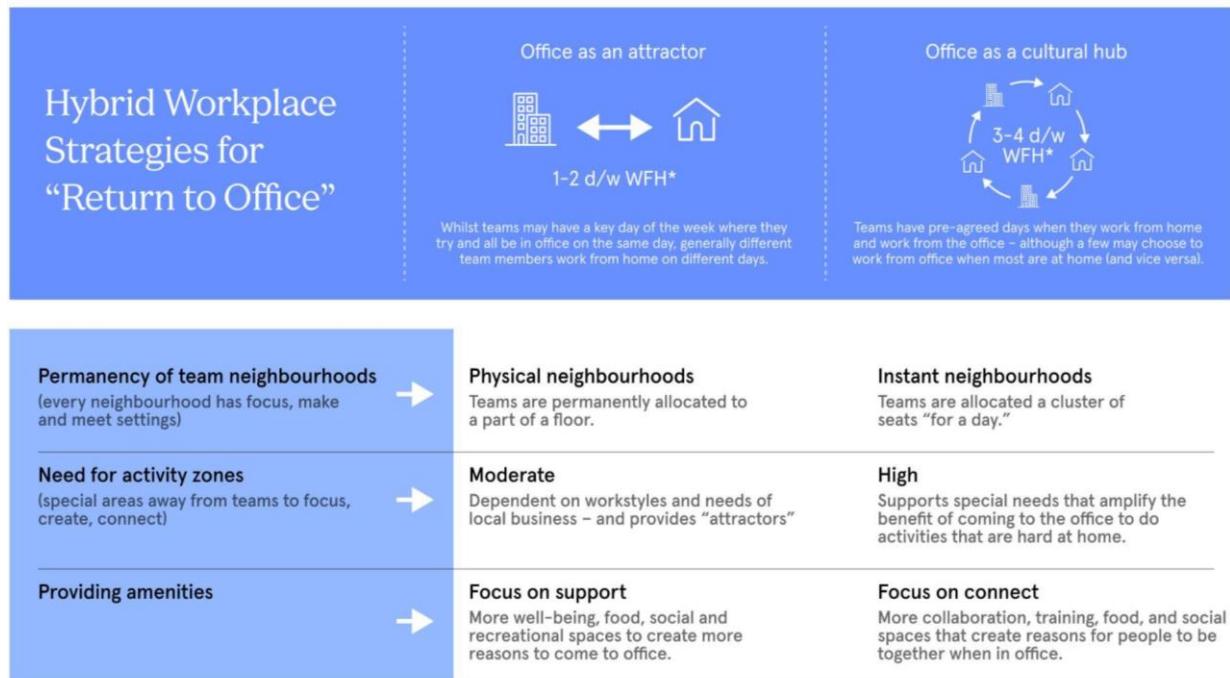 Hybrid Workplace
Strategies for
“Return to Office”
Office as an attractor
1-2 d/w WFH*
Whilst teams may have a key day of the week where they
try and all be in office on the same day, generally different
team members work from home on different days.
Office as a cultural hub
3-4 d/w
WFH*
Teams have pre-agreed days when they work from home
and work from the office – although a few may choose to
work from office when most are at home (and vice versa).
Permanency of team neighbourhoods
(every neighbourhood has focus, make
and meet settings)
Physical neighbourhoods
Teams are permanently allocated to
a part of a floor.
Instant neighbourhoods
Teams are allocated a cluster of
seats “for a day.”
Need for activity zones
(special areas away from teams to focus,
create, connect)
Moderate
Dependent on workstyles and needs of
local business – and provides “attractors”
High
Supports special needs that amplify the
benefit of coming to the office to do
activities that are hard at home.
Providing amenities
Focus on support
More well-being, food, social and
recreational spaces to create more
reasons to come to office.
Focus on connect
More collaboration, training, food, and social
spaces that create reasons for people to be
together when in office.